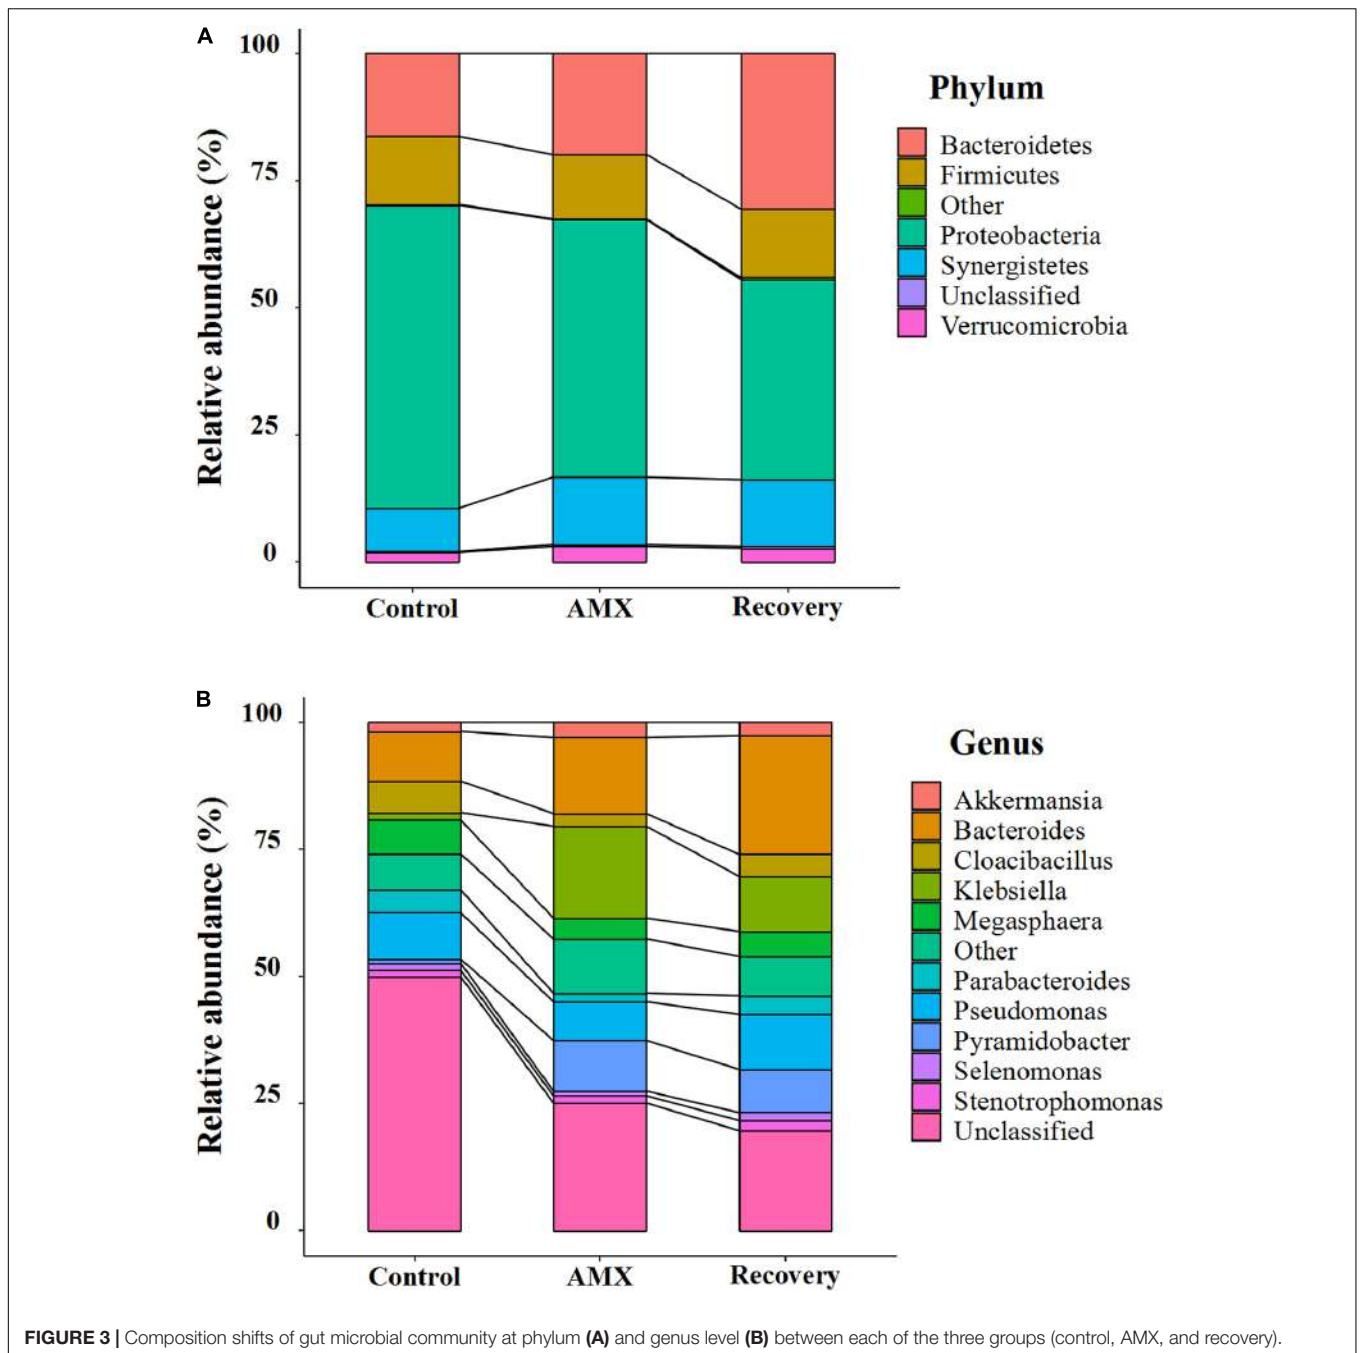 A
Relative abundance (%)
100
75
50
25
0
Control AMX Recovery
Phylum
Bacteroidetes
Firmicutes
Other
Proteobacteria
Synergistetes
Unclassified
Verrucomicrobia
B
Relative abundance (%)
100
75
50
25
0
Control AMX Recovery
Genus
Akkermansia
Bacteroides
Cloacibacillus
Klebsiella
Megasphaera
Other
Parabacteroides
Pseudomonas
Pyramidobacter
Selenomonas
Stenotrophomonas
Unclassified
FIGURE 3 | Composition shifts of gut microbial community at phylum (A) and genus level (B) between each of the three groups (control, AMX, and recovery).